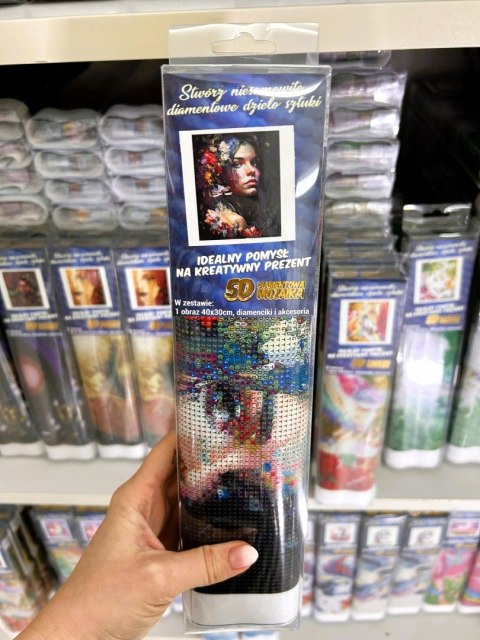 Stwórz niesamowite
diamentowe dzieło sztuki
IDEALNY POMYSŁ
NA KREATYWNY PREZENT
5D DIAMENTOWA
MOZAIKA
W zestawie:
1 obraz 40x30cm, diamenciki i akcesoria